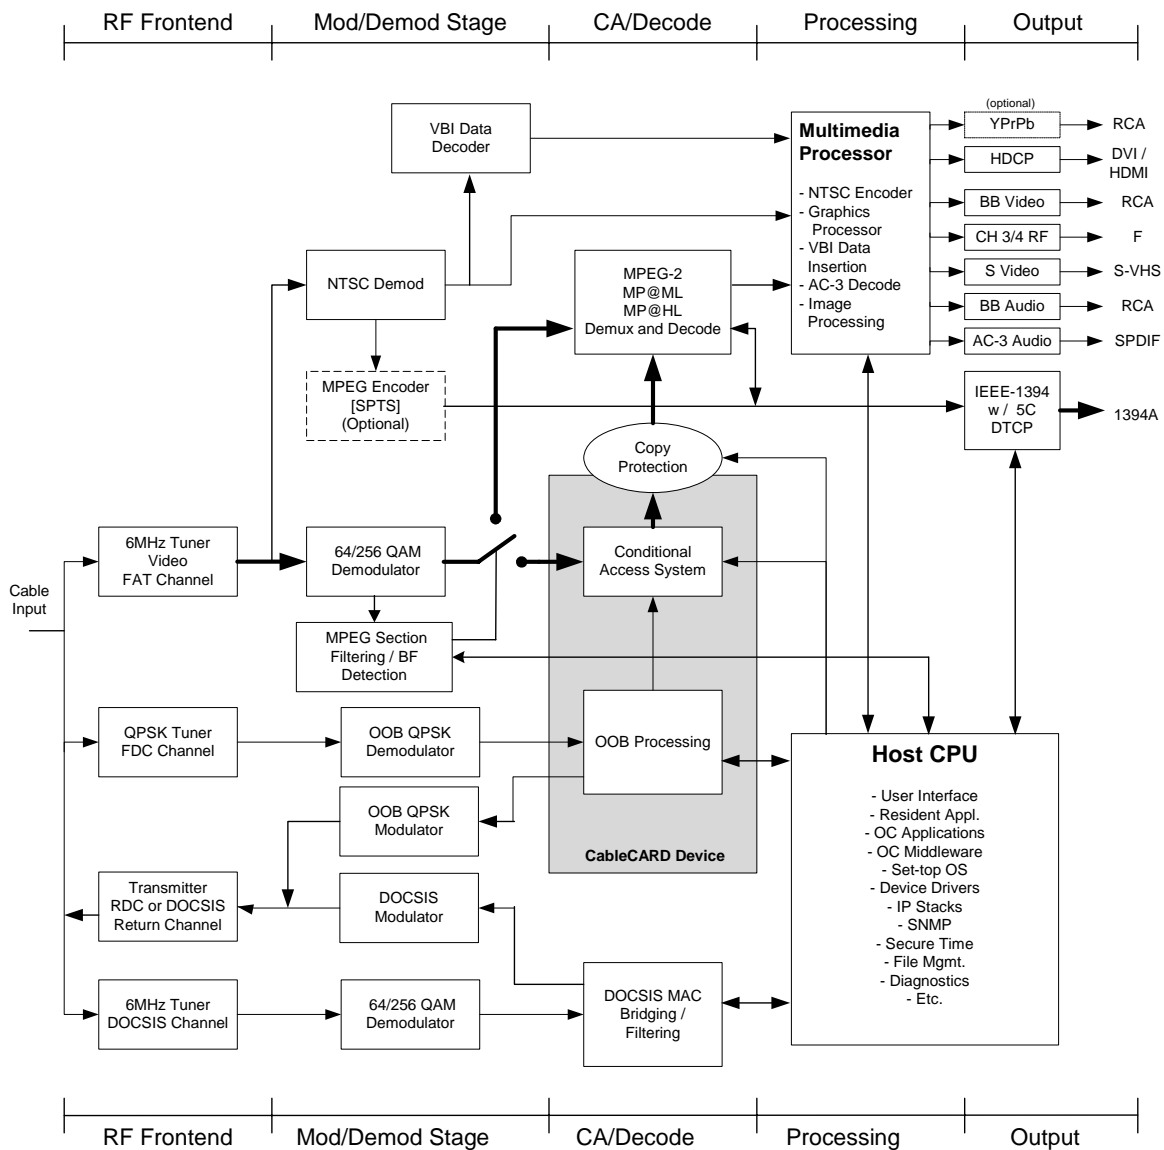 RF Frontend
Mod/Demod Stage
CA/Decode
Processing
Output
VBI Data
Decoder
Multimedia
Processor
- NTSC Encoder
- Graphics
Processor
- VBI Data
Insertion
- AC-3 Decode
- Image
Processing
(optional)
YPrPb
RCA
HDCP
DVI /
HDMI
BB Video
RCA
CH 3/4 RF
F
S Video
S-VHS
BB Audio
RCA
AC-3 Audio
SPDIF
NTSC Demod
MPEG-2
MP@ML
MP@HL
Demux and Decode
MPEG Encoder
[SPTS]
(Optional)
IEEE-1394
w / 5C
DTCP
1394A
Copy
Protection
6MHz Tuner
Video
FAT Channel
64/256 QAM
Demodulator
Conditional
Access System
Cable
Input
MPEG Section
Filtering / BF
Detection
QPSK Tuner
FDC Channel
OOB QPSK
Demodulator
OOB Processing
Host CPU
- User Interface
- Resident Appl.
- OC Applications
- OC Middleware
- Set-top OS
- Device Drivers
- IP Stacks
- SNMP
- Secure Time
- File Mgmt.
- Diagnostics
- Etc.
OOB QPSK
Modulator
CableCARD Device
Transmitter
RDC or DOCSIS
Return Channel
DOCSIS
Modulator
6MHz Tuner
DOCSIS Channel
64/256 QAM
Demodulator
DOCSIS MAC
Bridging /
Filtering
RF Frontend
Mod/Demod Stage
CA/Decode
Processing
Output